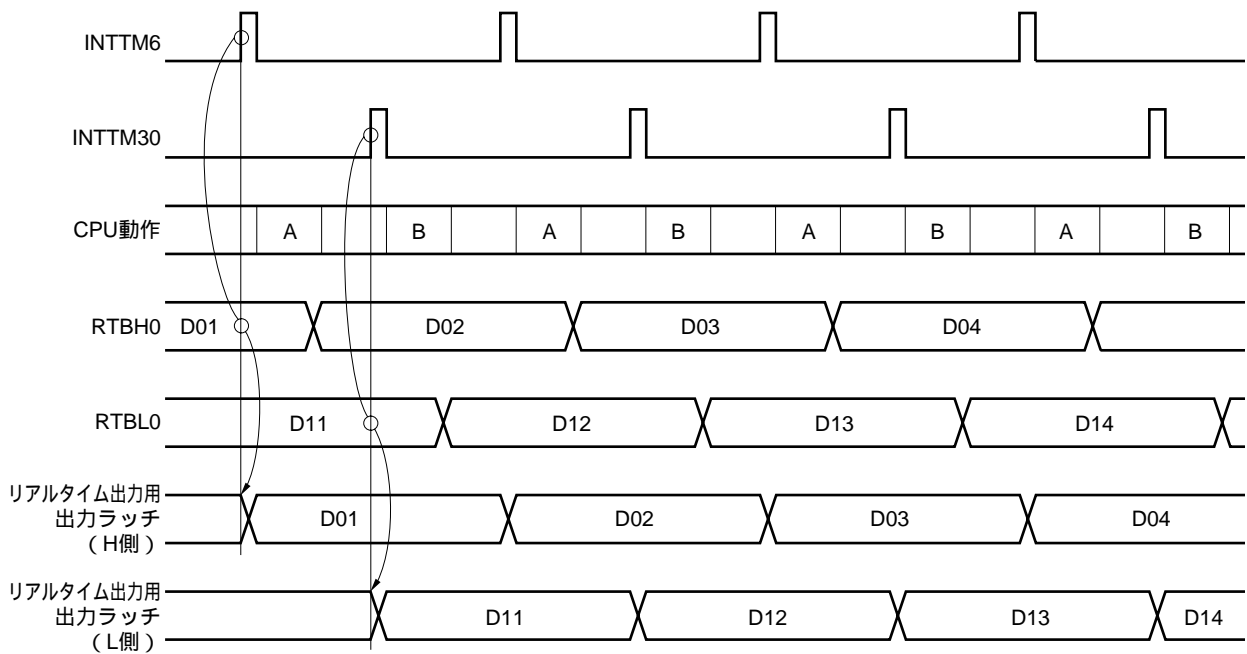 INTTM6
INTTM30
CPU動作 A B A B A B A B
RTBH0 D01 D02 D03 D04
RTBL0 D11 D12 D13 D14
リアルタイム出力用
出力ラッチ
（H側） D01 D02 D03 D04
リアルタイム出力用
出力ラッチ
（L側） D11 D12 D13 D14